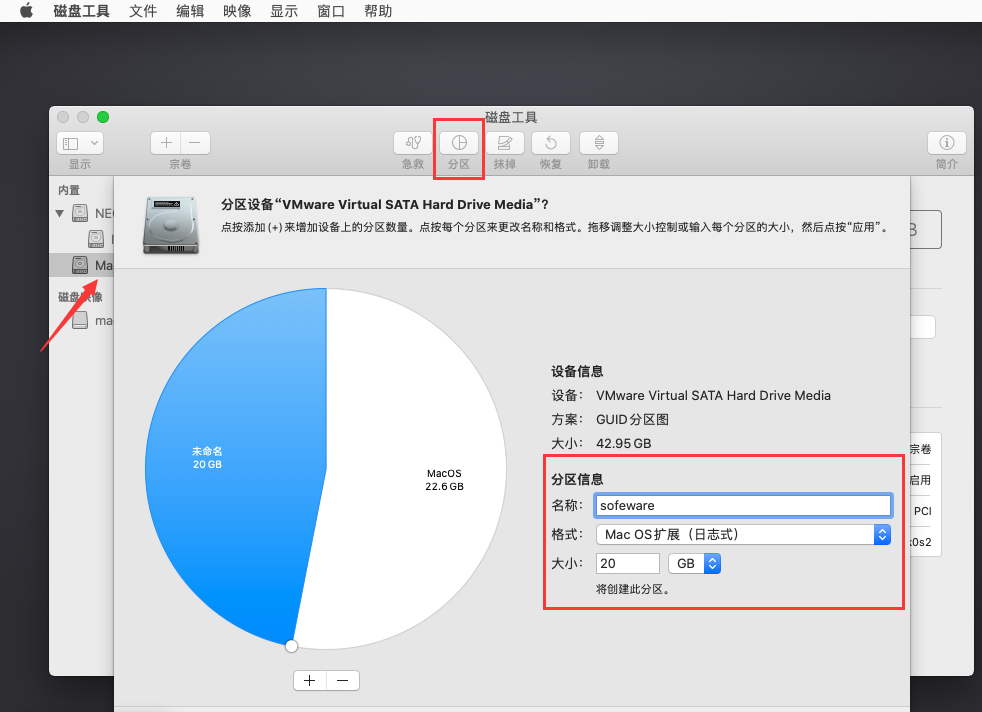 磁盘工具 文件 编辑 映像 显示 窗口 帮助
磁盘工具
显示 宗卷 急救 分区 抹掉 恢复 卸载 简介
内置
NEC
Ma
磁盘映像
ma
分区设备“VMware Virtual SATA Hard Drive Media”?
点按添加 (+) 来增加设备上的分区数量。点按每个分区来更改名称和格式。拖移调整大小控制或输入每个分区的大小，然后点按“应用”。
未命名
20 GB
MacOS
22.6 GB
设备信息
设备： VMware Virtual SATA Hard Drive Media
方案： GUID 分区图
大小： 42.95 GB
分区信息
名称： sofeware
格式： Mac OS 扩展（日志式）
大小： 20 GB
将创建此分区。
宗卷
启用
PCI
0s2